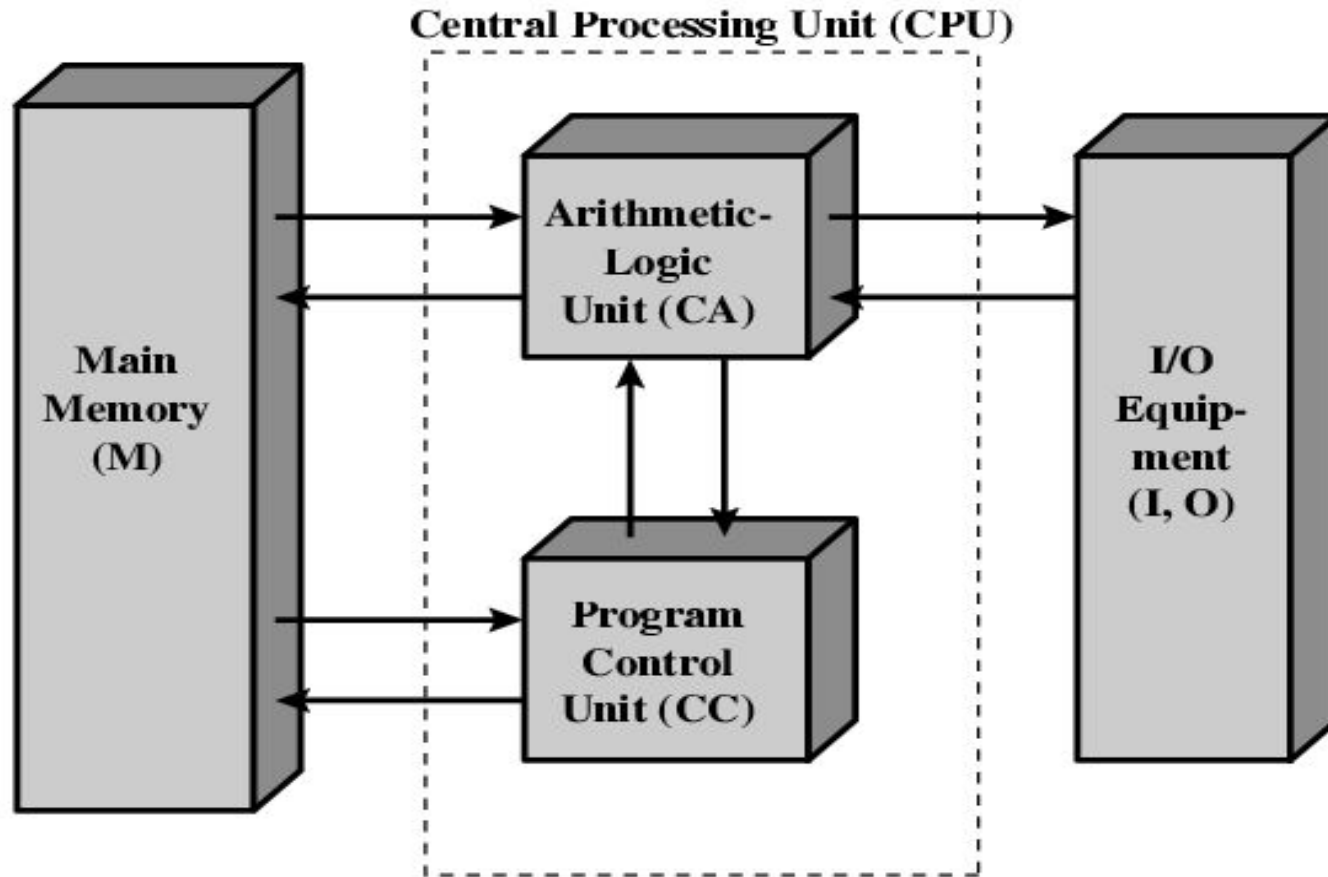 Central Processing Unit (CPU)
Main
Memory
(M)
Arithmetic-
Logic
Unit (CA)
Program
Control
Unit (CC)
I/O
Equip-
ment
(I, O)